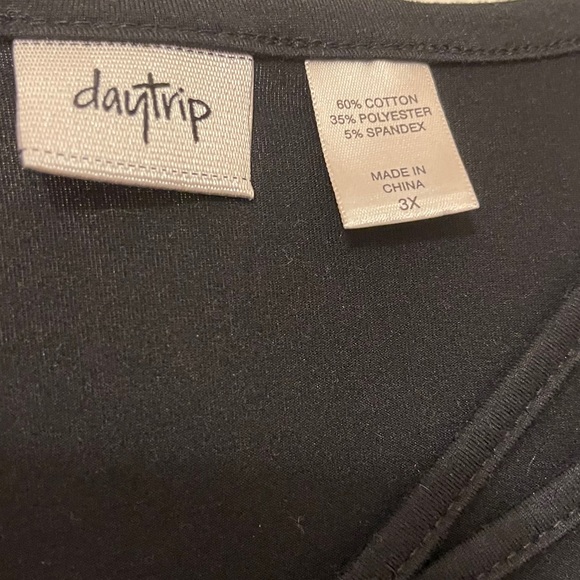 daytrip
60% COTTON
35% POLYESTER
5% SPANDEX
MADE IN
CHINA
3X